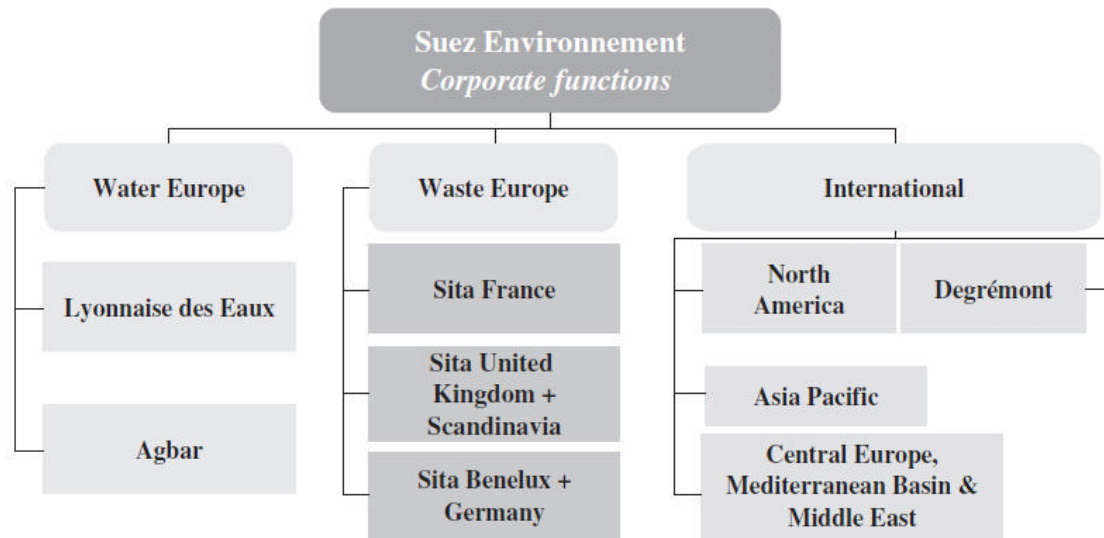 Suez Environnement
Corporate functions
Water Europe
Lyonnaise des Eaux
Agbar
Waste Europe
Sita France
Sita United
Kingdom +
Scandinavia
Sita Benelux +
Germany
International
North
America
Degrémont
Asia Pacific
Central Europe,
Mediterranean Basin &
Middle East